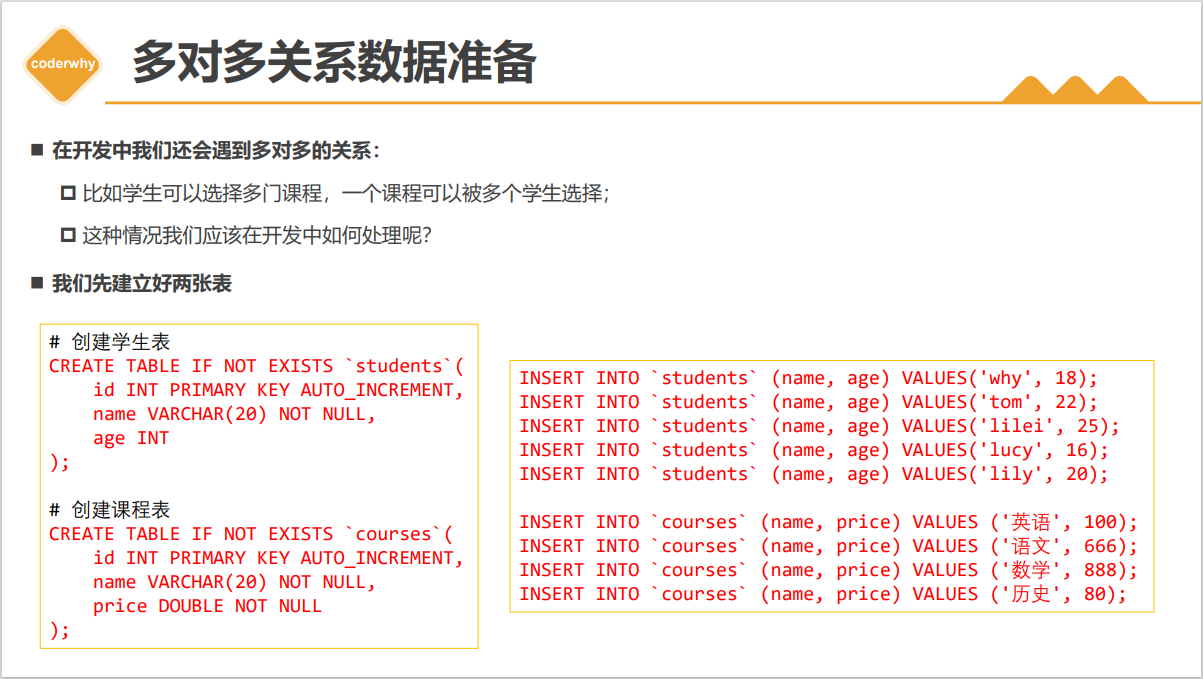 coderwhy
多对多关系数据准备
■ 在开发中我们还会遇到多对多的关系：
比如学生可以选择多门课程，一个课程可以被多个学生选择；
这种情况我们应该在开发中如何处理呢？
■ 我们先建立好两张表
# 创建学生表
CREATE TABLE IF NOT EXISTS `students`(
    id INT PRIMARY KEY AUTO_INCREMENT,
    name VARCHAR(20) NOT NULL,
    age INT
);
# 创建课程表
CREATE TABLE IF NOT EXISTS `courses`(
    id INT PRIMARY KEY AUTO_INCREMENT,
    name VARCHAR(20) NOT NULL,
    price DOUBLE NOT NULL
);
INSERT INTO `students` (name, age) VALUES('why', 18);
INSERT INTO `students` (name, age) VALUES('tom', 22);
INSERT INTO `students` (name, age) VALUES('lilei', 25);
INSERT INTO `students` (name, age) VALUES('lucy', 16);
INSERT INTO `students` (name, age) VALUES('lily', 20);
INSERT INTO `courses` (name, price) VALUES ('英语', 100);
INSERT INTO `courses` (name, price) VALUES ('语文', 666);
INSERT INTO `courses` (name, price) VALUES ('数学', 888);
INSERT INTO `courses` (name, price) VALUES ('历史', 80);